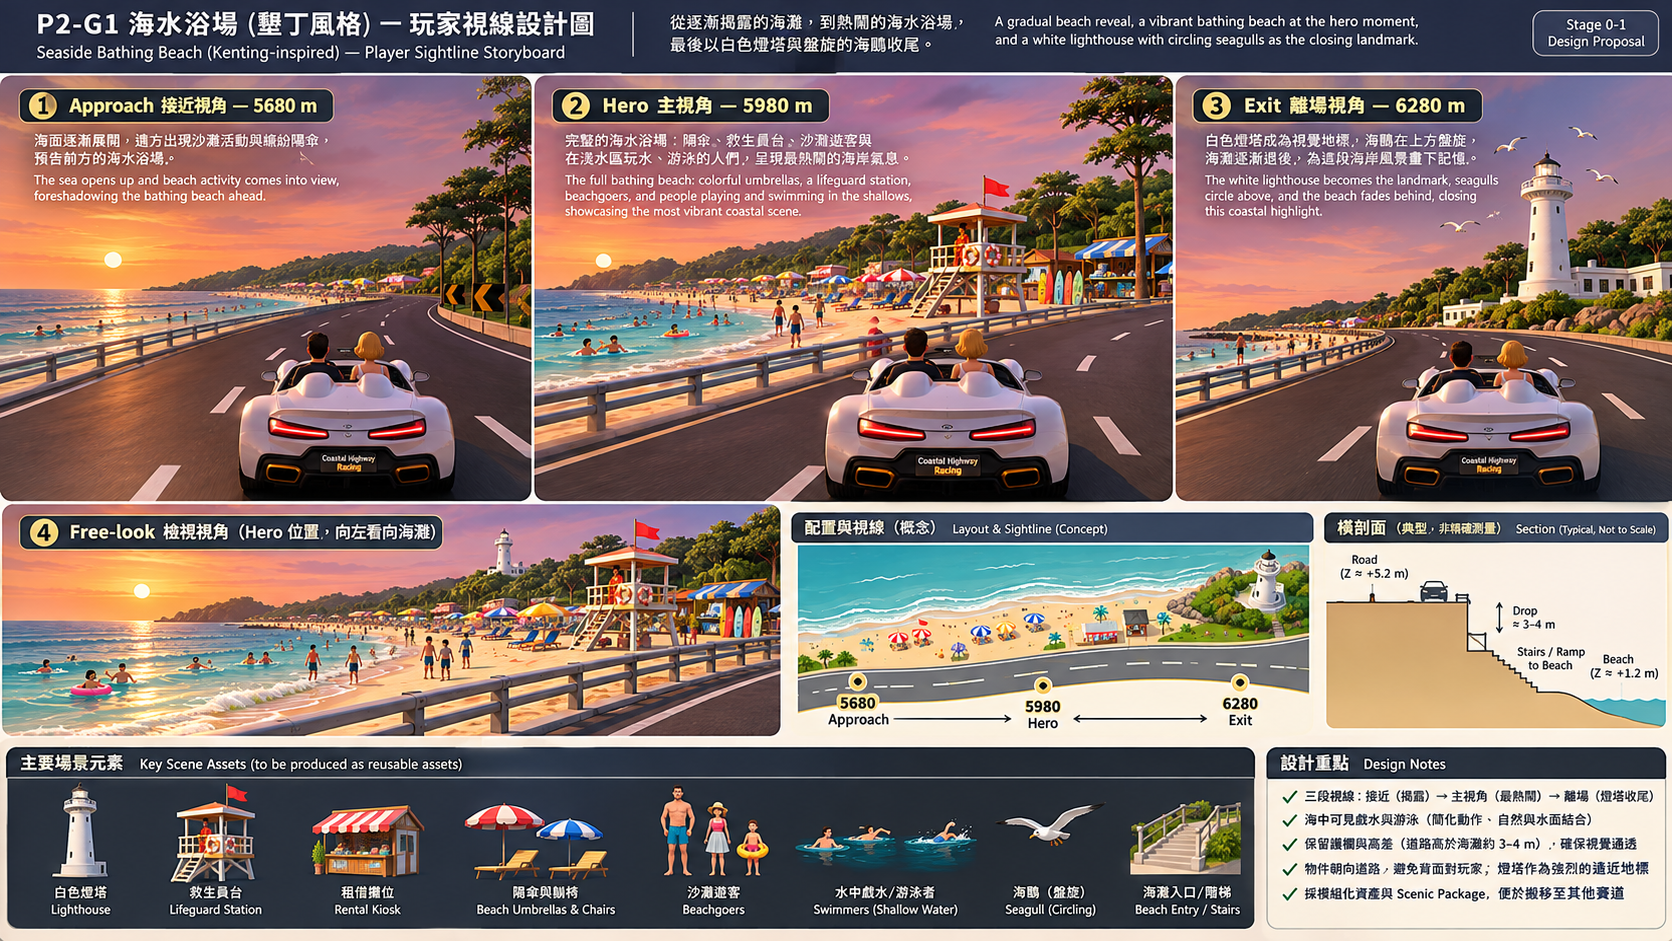 P2-G1 海水浴場 (墾丁風格) — 玩家視線設計圖
Seaside Bathing Beach (Kenting-inspired) — Player Sightline Storyboard
從逐漸揭露的海灘，到熱鬧的海水浴場，
最後以白色燈塔與盤旋的海鷗收尾。
A gradual beach reveal, a vibrant bathing beach at the hero moment,
and a white lighthouse with circling seagulls as the closing landmark.
Stage 0-1
Design Proposal
1 Approach 接近視角 — 5680 m
海面逐漸展開，遠方出現沙灘活動與繽紛陽傘，
預告前方的海水浴場。
The sea opens up and beach activity comes into view,
foreshadowing the bathing beach ahead.
Coastal Highway
Racing
2 Hero 主視角 — 5980 m
完整的海水浴場：陽傘、救生員台、沙灘遊客與
在淺水區玩水、游泳的人們，呈現最熱鬧的海岸氣息。
The full bathing beach: colorful umbrellas, a lifeguard station,
beachgoers, and people playing and swimming in the shallows,
showcasing the most vibrant coastal scene.
Coastal Highway
Racing
3 Exit 離場視角 — 6280 m
白色燈塔成為視覺地標，海鷗在上方盤旋，
海灘逐漸退後，為這段海岸風景畫下記憶。
The white lighthouse becomes the landmark, seagulls
circle above, and the beach fades behind, closing
this coastal highlight.
Coastal Highway
Racing
4 Free-look 檢視視角（Hero 位置，向左看向海灘）
配置與視線（概念） Layout & Sightline (Concept)
5680
Approach
5980
Hero
6280
Exit
橫剖面（典型，非精確測量） Section (Typical, Not to Scale)
Road
(Z ≈ +5.2 m)
Drop
≈ 3–4 m
Stairs / Ramp
to Beach
Beach
(Z ≈ +1.2 m)
主要場景元素 Key Scene Assets (to be produced as reusable assets)
白色燈塔
Lighthouse
救生員台
Lifeguard Station
租借攤位
Rental Kiosk
陽傘與躺椅
Beach Umbrellas & Chairs
沙灘遊客
Beachgoers
水中戲水/游泳者
Swimmers (Shallow Water)
海鷗（盤旋）
Seagull (Circling)
海灘入口/階梯
Beach Entry / Stairs
設計重點 Design Notes
三段視線：接近（揭露）→ 主視角（最熱鬧）→ 離場（燈塔收尾）
海中可見戲水與游泳（簡化動作、自然與水面結合）
保留護欄與高差（道路高於海灘約 3–4 m），確保視覺通透
物件朝向道路，避免背面對玩家；燈塔作為強烈的遠近地標
採模組化資產與 Scenic Package，便於搬移至其他賽道